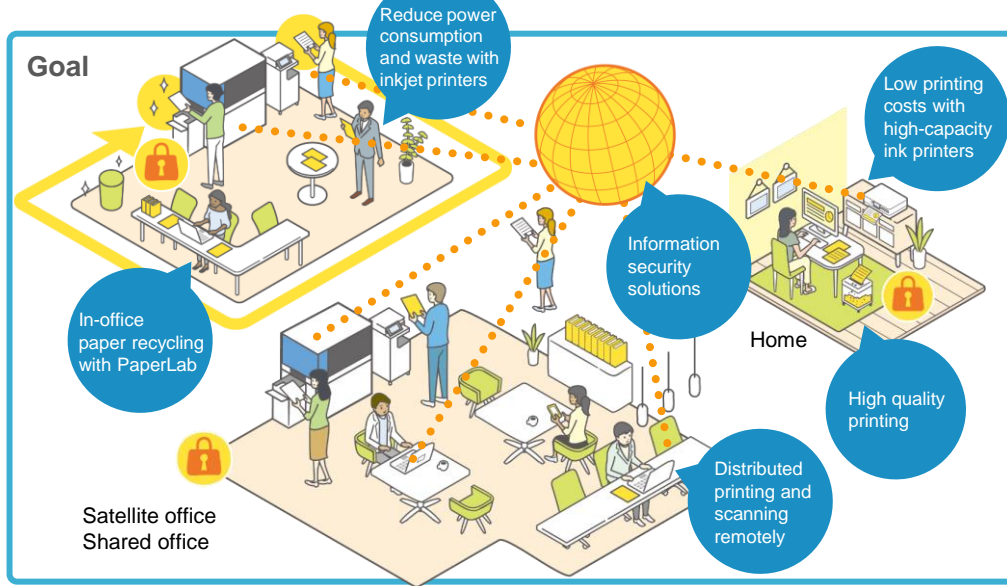 Goal
Reduce power
consumption
and waste with
inkjet printers
Low printing
costs with
high-capacity
ink printers
Information
security
solutions
In-office
paper recycling
with PaperLab
Home
High quality
printing
Distributed
printing and
scanning
remotely
Satellite office
Shared office